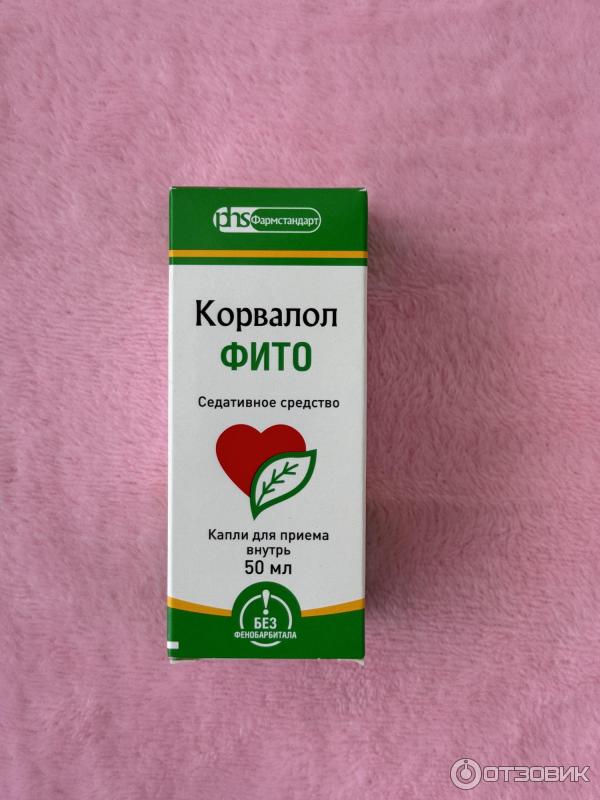 phs Фармстандарт
Корвалол
ФИТО
Седативное средство
Капли для приема
внутрь
50 мл
БЕЗ
ФЕНОБАРБИТАЛА
ОТЗОВИК